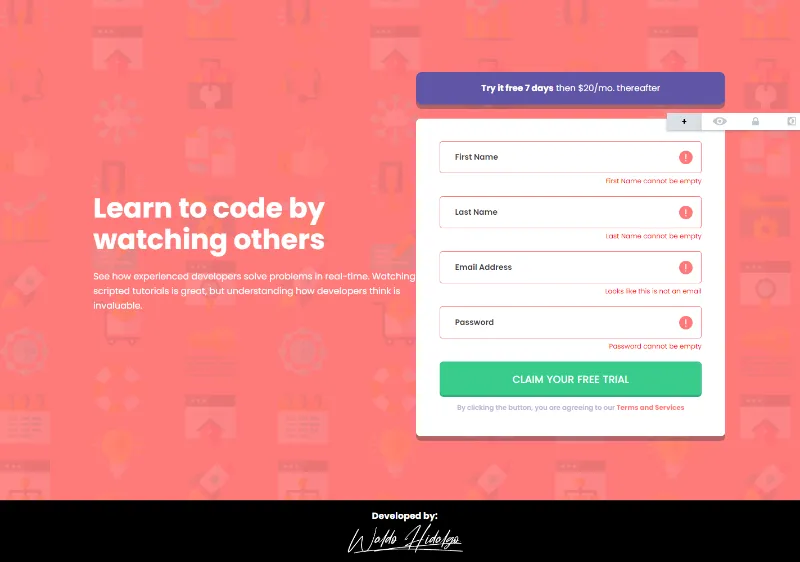 Learn to code by
watching others
See how experienced developers solve problems in real-time. Watching
scripted tutorials is great, but understanding how developers think is
invaluable.
Try it free 7 days then $20/mo. thereafter
+
First Name
!
First Name cannot be empty
Last Name
!
Last Name cannot be empty
Email Address
!
Looks like this is not an email
Password
!
Password cannot be empty
CLAIM YOUR FREE TRIAL
By clicking the button, you are agreeing to our Terms and Services
Developed by:
Waldo Hidalgo